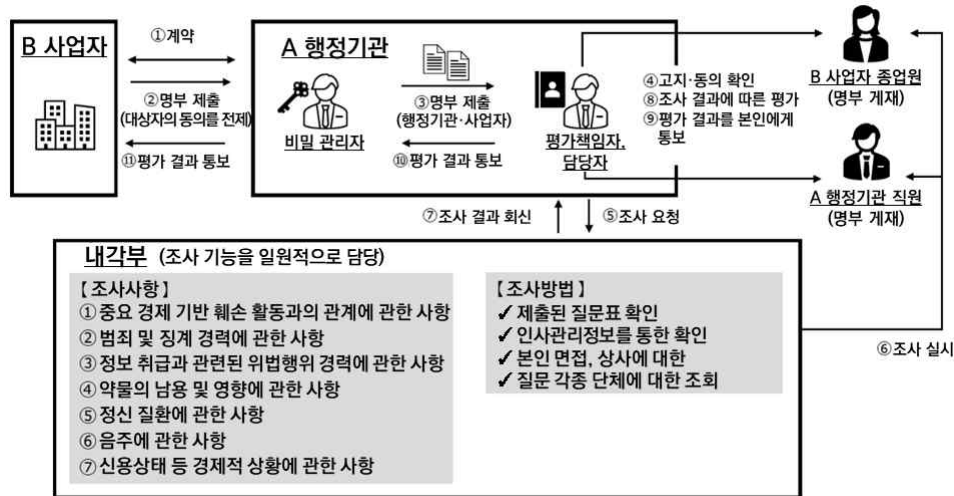 B 사업자
①계약
②명부 제출
(대상자의 동의를 전제)
⑪평가 결과 통보
A 행정기관
비밀 관리자
③명부 제출
(행정기관·사업자)
⑩평가 결과 통보
평가책임자,
담당자
④고지·동의 확인
⑧조사 결과에 따른 평가
⑨평가 결과를 본인에게
통보
B 사업자 종업원
(명부 게재)
A 행정기관 직원
(명부 게재)
⑦조사 결과 회신
⑤조사 요청
⑥조사 실시
내각부 (조사 기능을 일원적으로 담당)
【조사사항】
①중요 경제 기반 훼손 활동과의 관계에 관한 사항
②범죄 및 징계 경력에 관한 사항
③정보 취급과 관련된 위법행위 경력에 관한 사항
④약물의 남용 및 영향에 관한 사항
⑤정신 질환에 관한 사항
⑥음주에 관한 사항
⑦신용상태 등 경제적 상황에 관한 사항
【조사방법】
✓ 제출된 질문표 확인
✓ 인사관리정보를 통한 확인
✓ 본인 면접, 상사에 대한
✓ 질문 각종 단체에 대한 조회